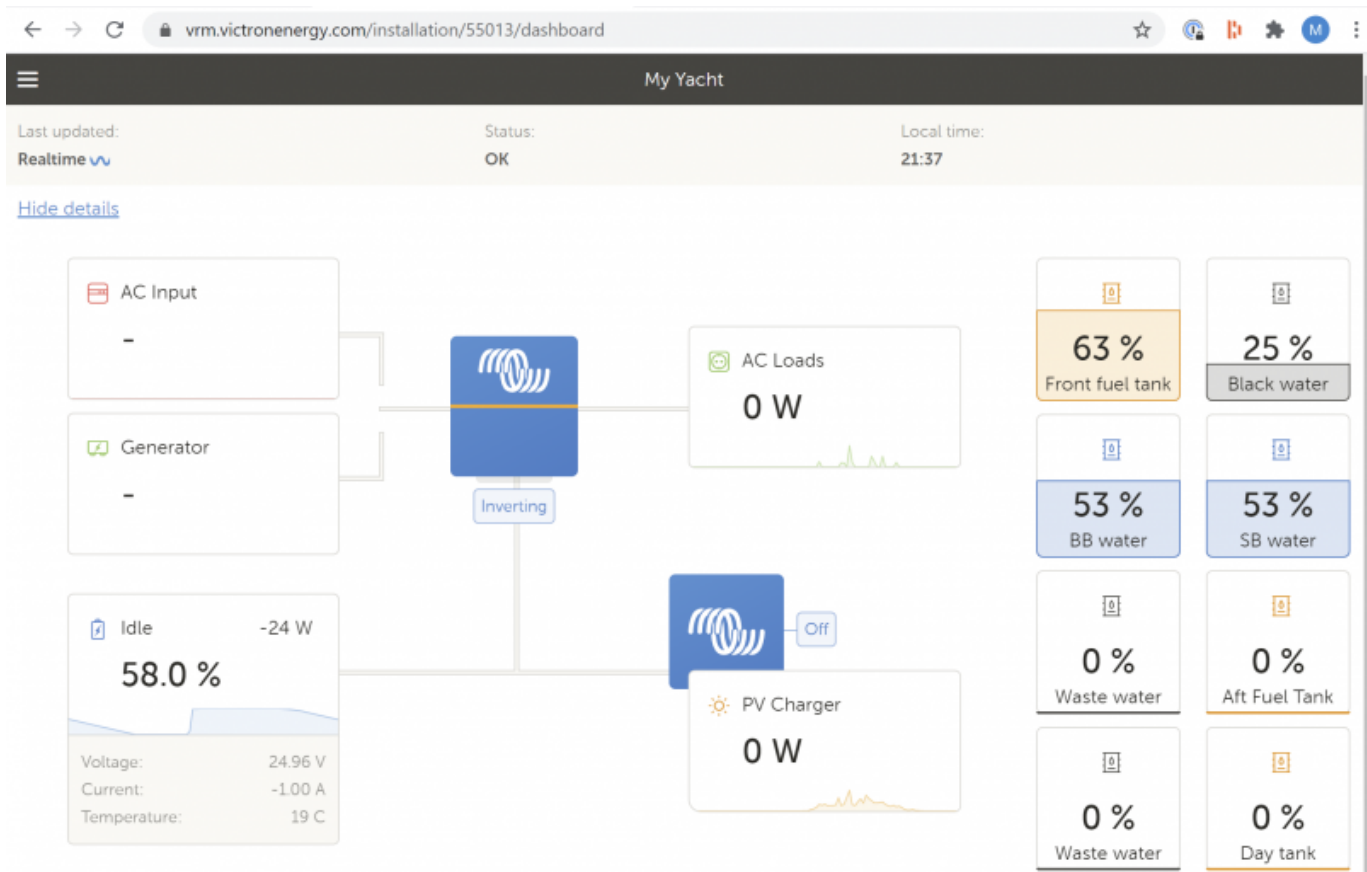 vrm.victronenergy.com/installation/55013/dashboard
M
My Yacht
Last updated:
Realtime
Status:
OK
Local time:
21:37
Hide details
AC Input
-
Generator
-
Inverting
AC Loads
0 W
Idle -24 W
58.0 %
Voltage: 24.96 V
Current: -1.00 A
Temperature: 19 C
Off
PV Charger
0 W
63 %
Front fuel tank
25 %
Black water
53 %
BB water
53 %
SB water
0 %
Waste water
0 %
Aft Fuel Tank
0 %
Waste water
0 %
Day tank